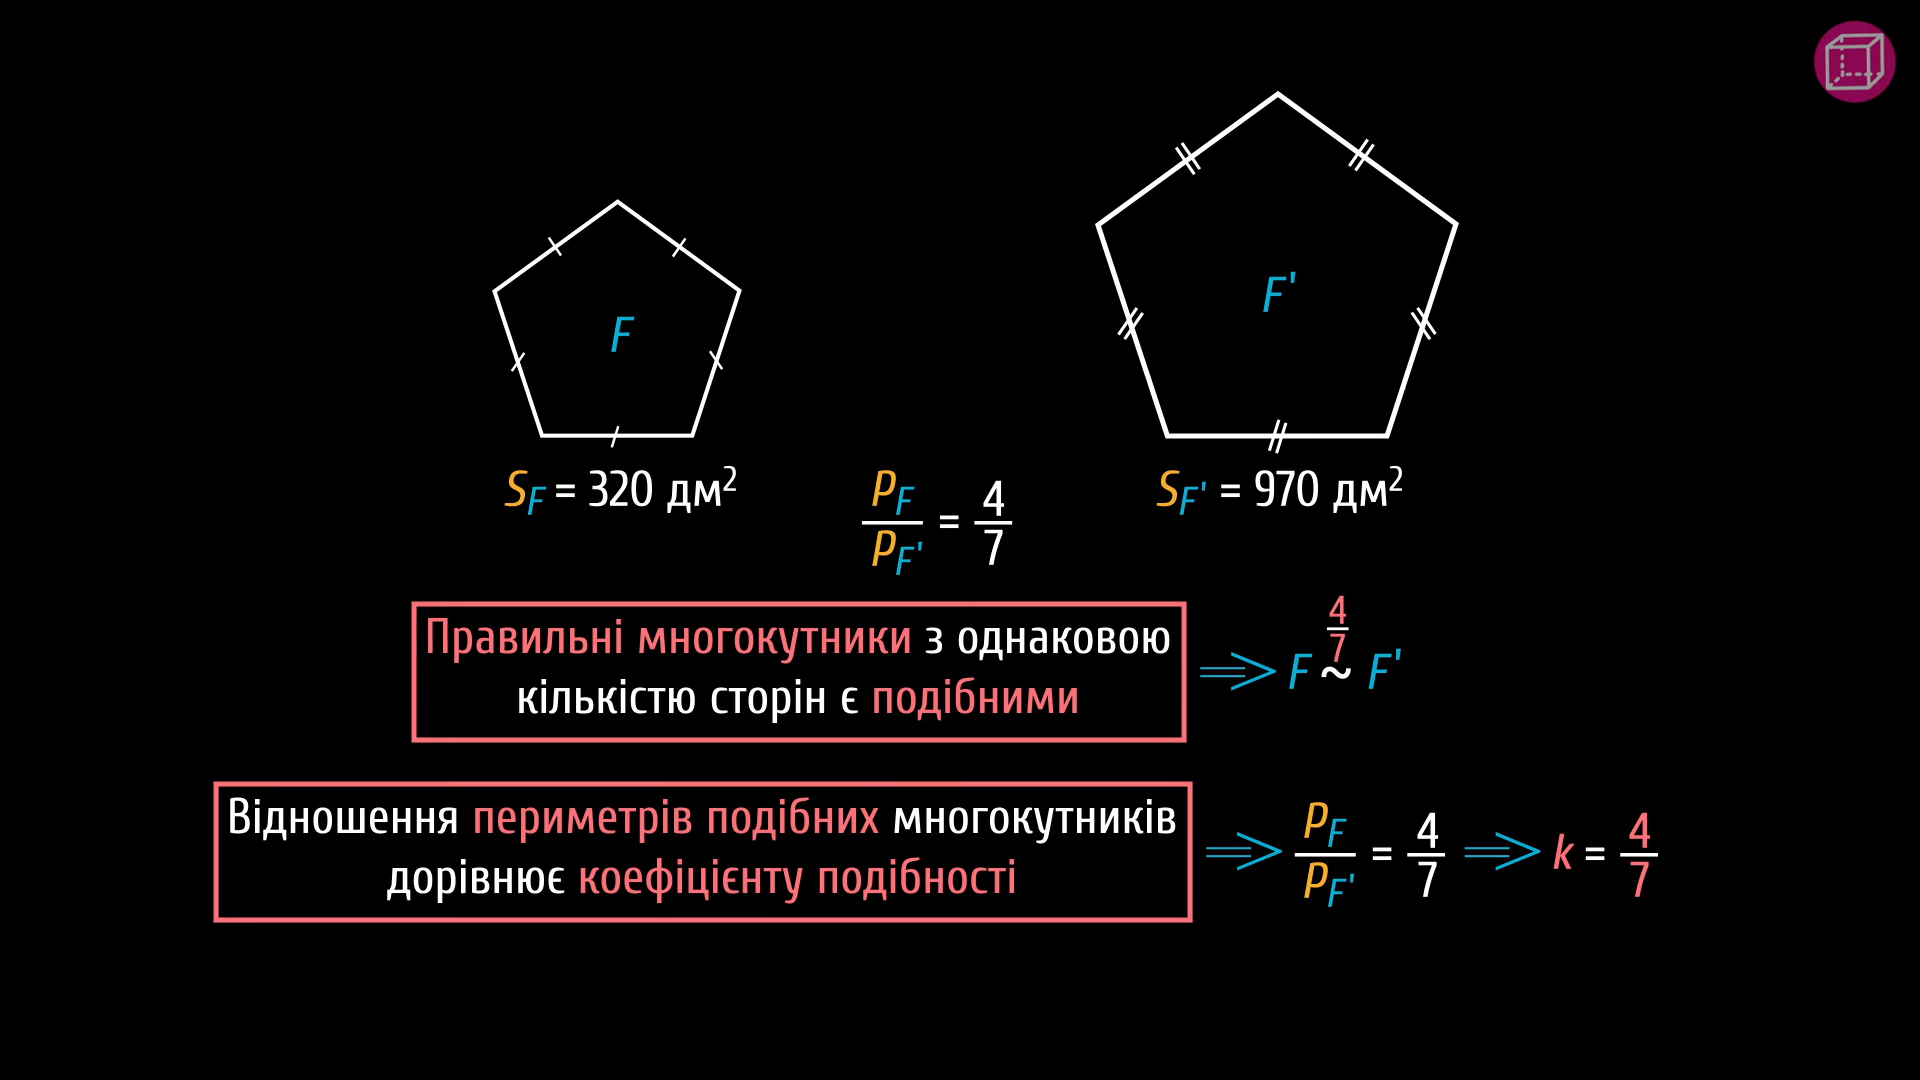 F
F'
S_F = 320 дм²
P_F / P_F' = 4/7
S_F' = 970 дм²
Правильні многокутники з однаковою
кількістю сторін є подібними
⟹ F ~ F'
4/7
Відношення периметрів подібних многокутників
дорівнює коефіцієнту подібності
⟹ P_F / P_F' = 4/7 ⟹ k = 4/7